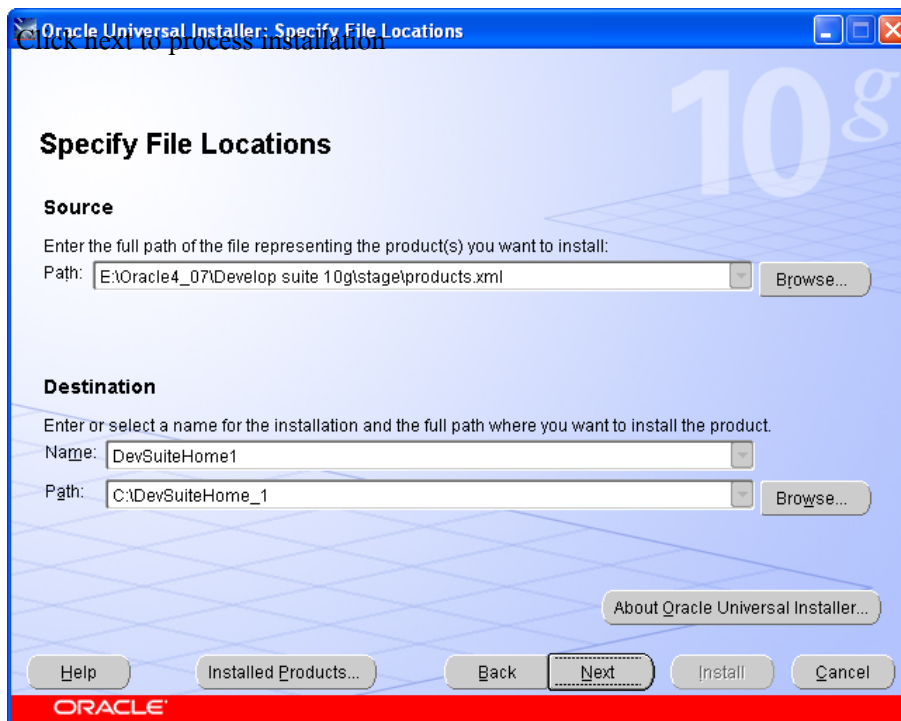 Oracle Universal Installer: Specify File Locations
Click next to process installation
10g
Specify File Locations
Source
Enter the full path of the file representing the product(s) you want to install:
Path: E:\Oracle4_07\Develop suite 10g\stage\products.xml Browse...
Destination
Enter or select a name for the installation and the full path where you want to install the product.
Name: DevSuiteHome1
Path: C:\DevSuiteHome_1 Browse...
About Oracle Universal Installer...
Help Installed Products... Back Next Install Cancel
ORACLE